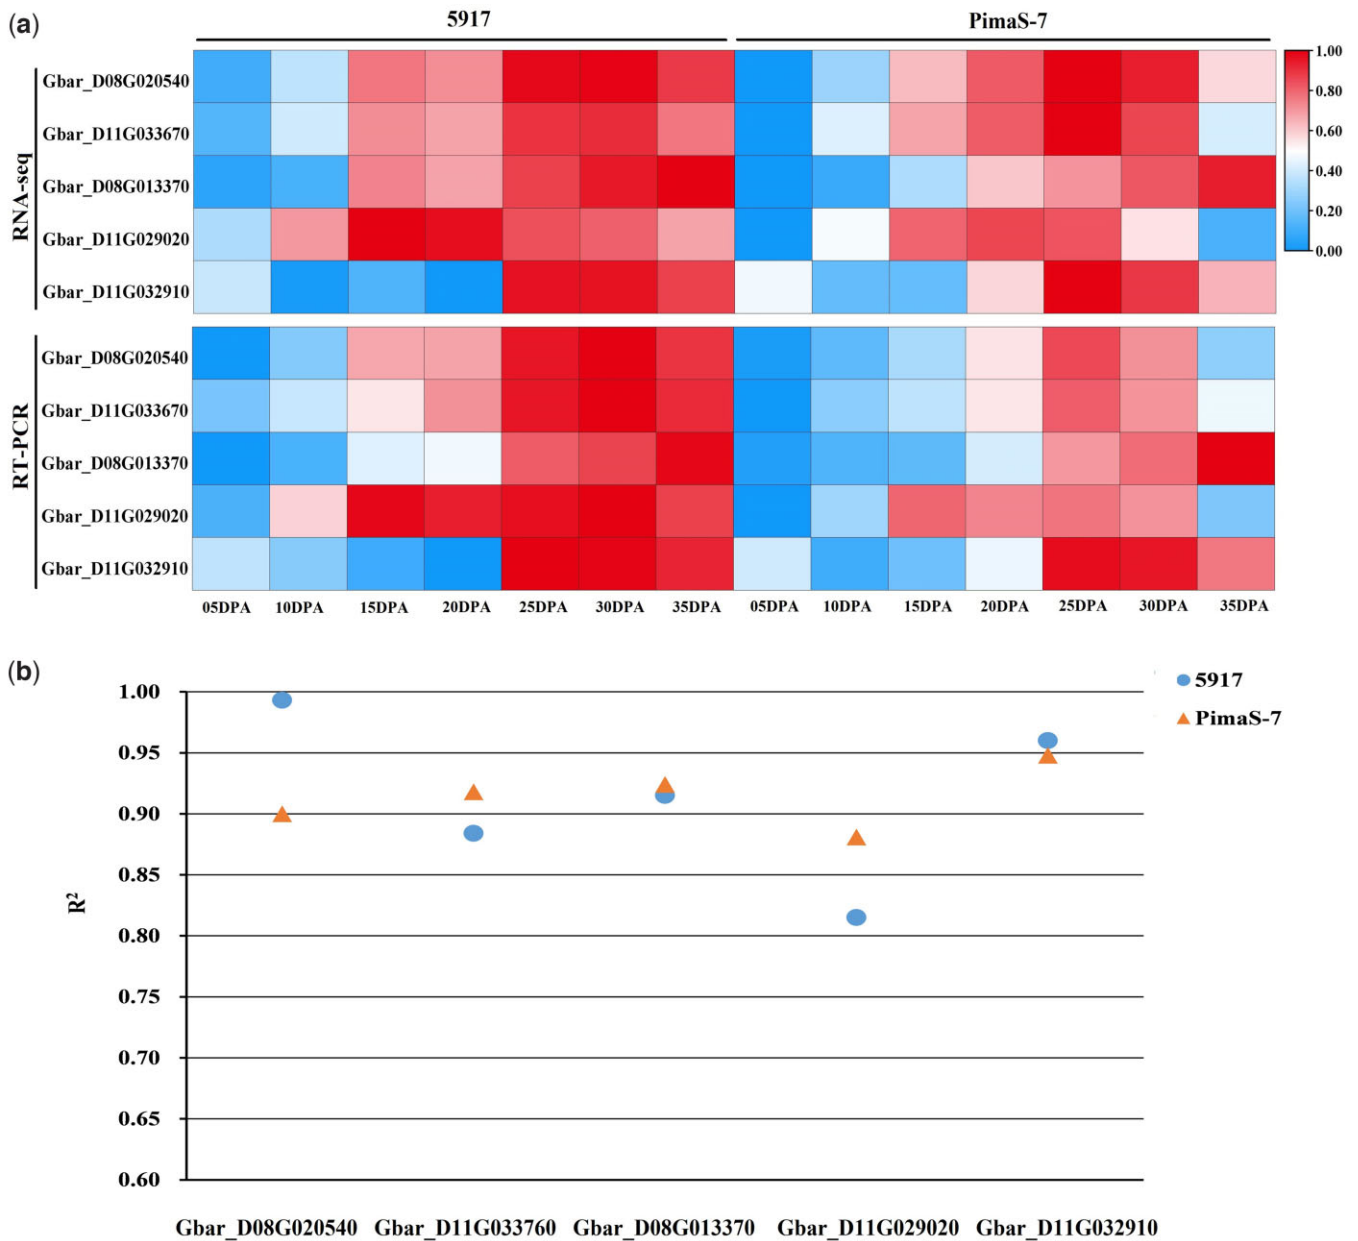 (a)
5917 PimaS-7
RNA-seq
Gbar_D08G020540
Gbar_D11G033670
Gbar_D08G013370
Gbar_D11G029020
Gbar_D11G032910
1.00
0.80
0.60
0.40
0.20
0.00
RT-PCR
Gbar_D08G020540
Gbar_D11G033670
Gbar_D08G013370
Gbar_D11G029020
Gbar_D11G032910
05DPA 10DPA 15DPA 20DPA 25DPA 30DPA 35DPA 05DPA 10DPA 15DPA 20DPA 25DPA 30DPA 35DPA
(b)
5917
PimaS-7
R²
1.00
0.95
0.90
0.85
0.80
0.75
0.70
0.65
0.60
Gbar_D08G020540 Gbar_D11G033760 Gbar_D08G013370 Gbar_D11G029020 Gbar_D11G032910